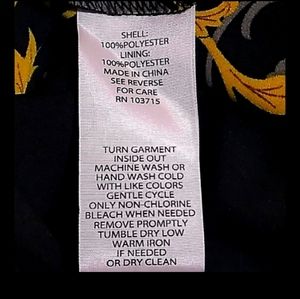 SHELL:
100%POLYESTER
LINING:
100%POLYESTER
MADE IN CHINA
SEE REVERSE
FOR CARE
RN 103715
TURN GARMENT
INSIDE OUT
MACHINE WASH OR
HAND WASH COLD
WITH LIKE COLORS
GENTLE CYCLE
ONLY NON-CHLORINE
BLEACH WHEN NEEDED
REMOVE PROMPTLY
TUMBLE DRY LOW
WARM IRON
IF NEEDED
OR DRY CLEAN